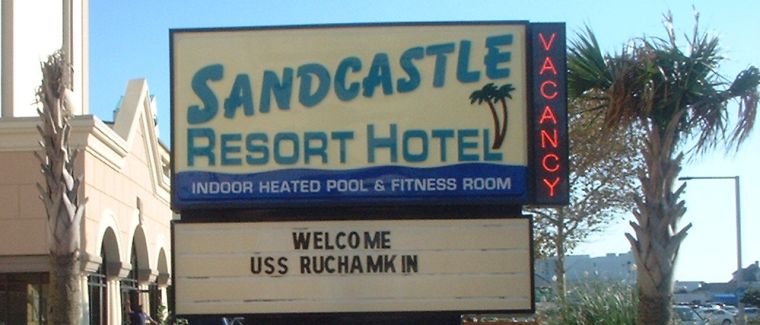 SANDCASTLE
RESORT HOTEL
INDOOR HEATED POOL & FITNESS ROOM
VACANCY
WELCOME
USS RUCHAMKIN